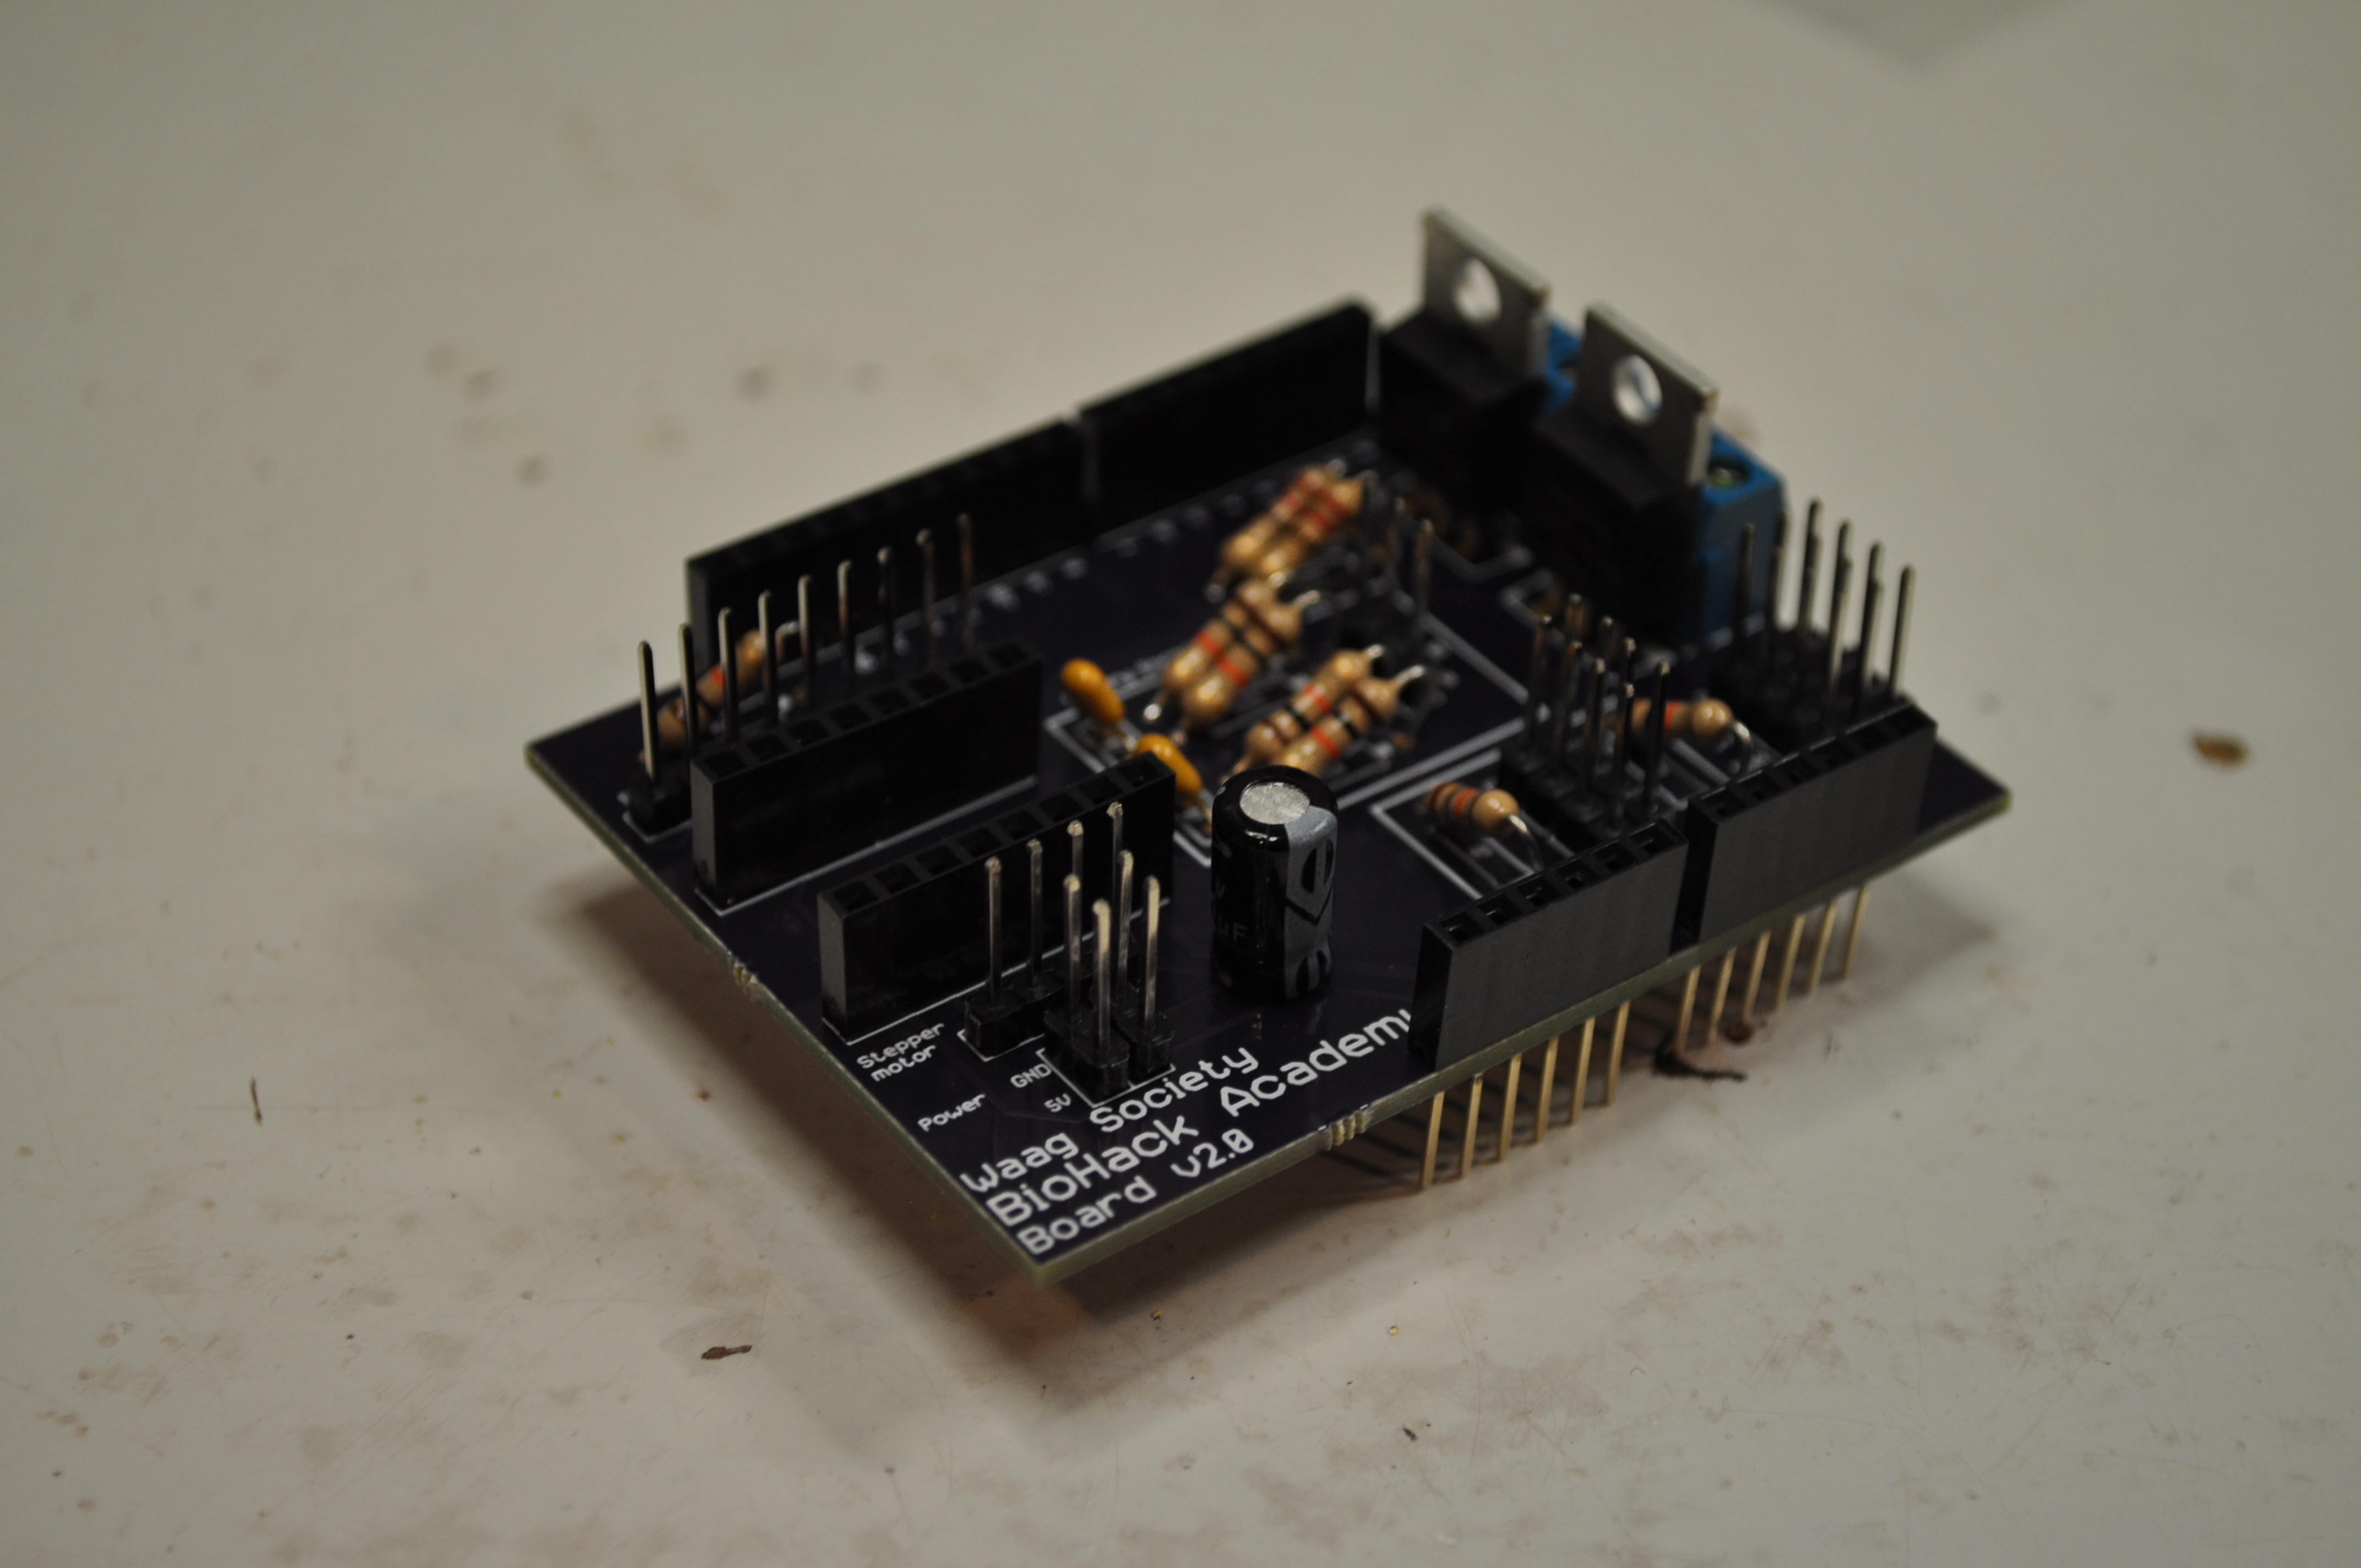 Stepper
motor
GND
Power
5V
Waag Society
BioHack Academy
Board v2.0